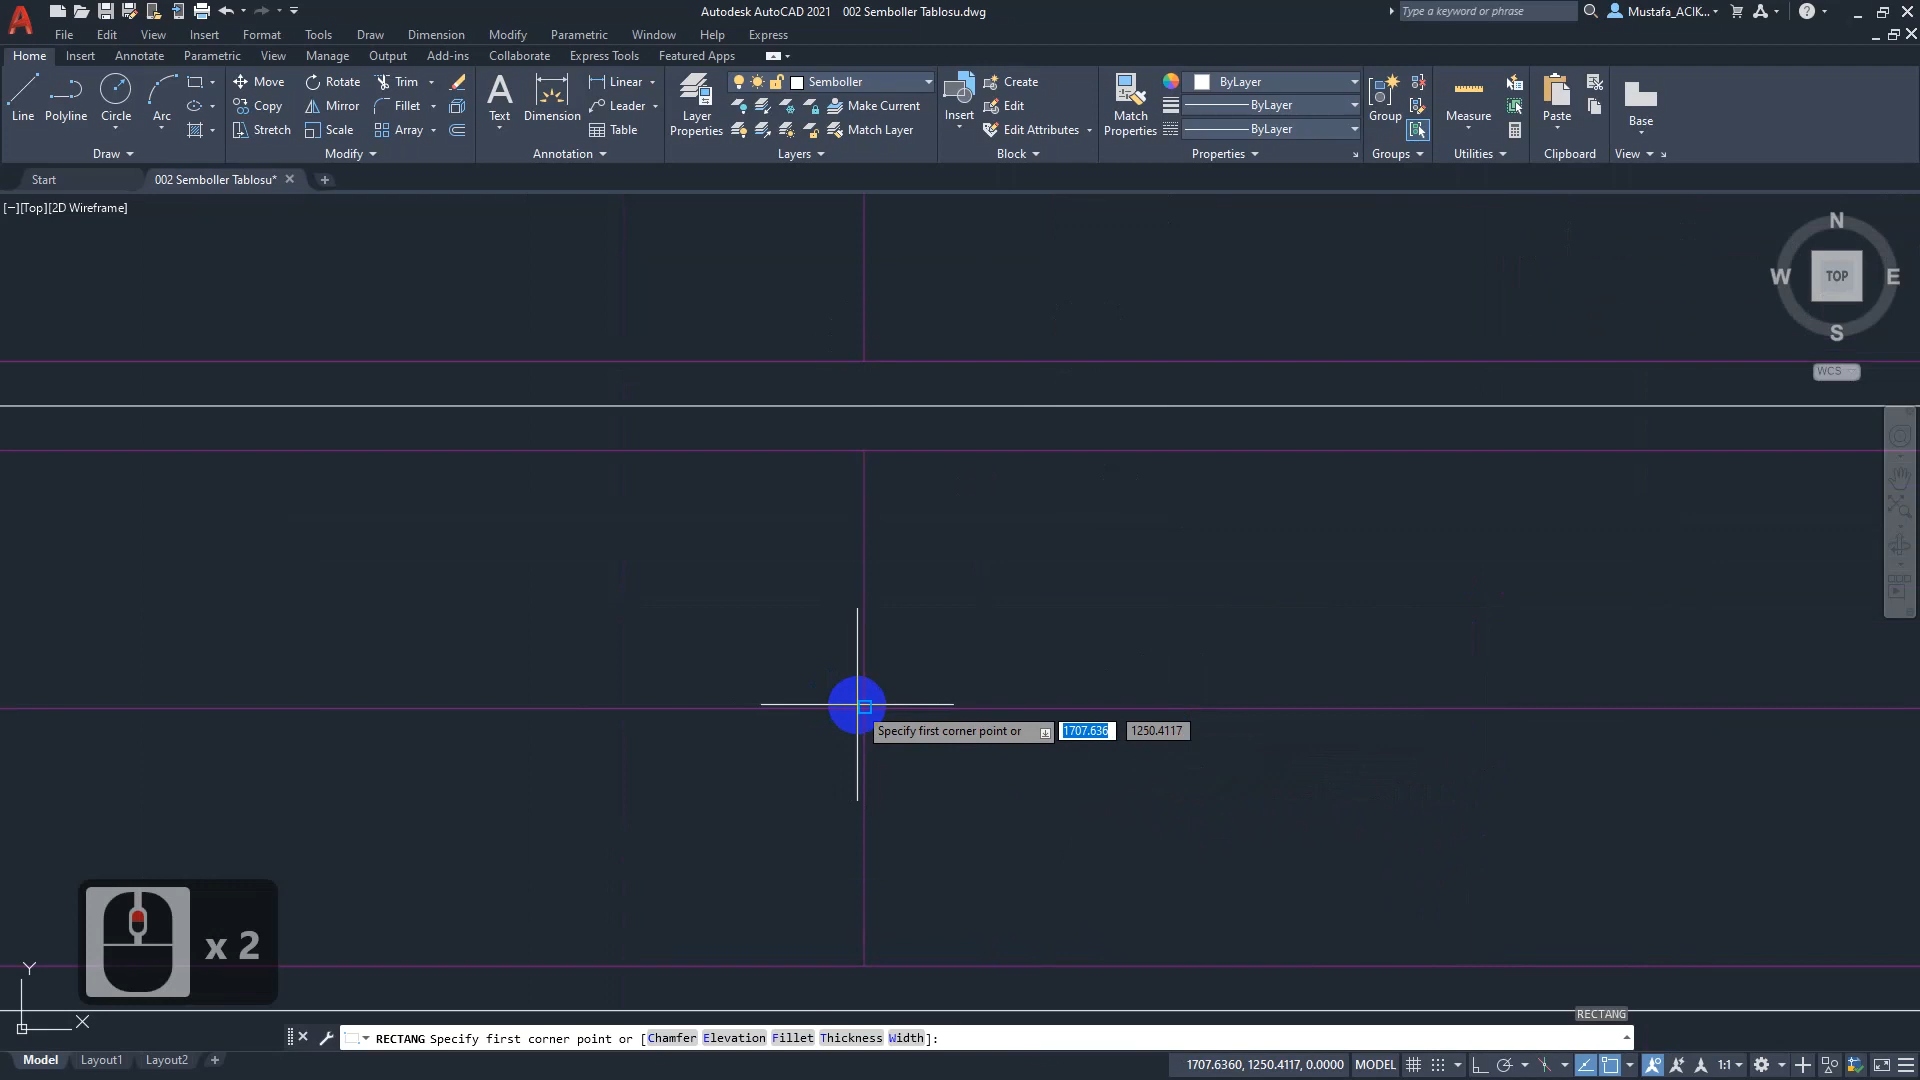 Autodesk AutoCAD 2021 002 Semboller Tablosu.dwg
Type a keyword or phrase
Mustafa_ACIK...
File Edit View Insert Format Tools Draw Dimension Modify Parametric Window Help Express
Home Insert Annotate Parametric View Manage Output Add-ins Collaborate Express Tools Featured Apps
Line Polyline Circle Arc
Draw
Move Rotate Trim
Copy Mirror Fillet
Stretch Scale Array
Modify
Text Dimension
Linear
Leader
Table
Annotation
Layer Properties
Semboller
Make Current
Match Layer
Layers
Insert
Create
Edit
Edit Attributes
Block
Match Properties
ByLayer
ByLayer
ByLayer
Properties
Group
Groups
Measure
Utilities
Paste
Clipboard
Base
View
Start 002 Semboller Tablosu*
[−][Top][2D Wireframe]
N
W TOP E
S
WCS
Specify first corner point or 1707.636 1250.4117
x 2
Y
X
RECTANG
RECTANG Specify first corner point or [Chamfer Elevation Fillet Thickness Width]:
Model Layout1 Layout2
1707.6360, 1250.4117, 0.0000 MODEL 1:1